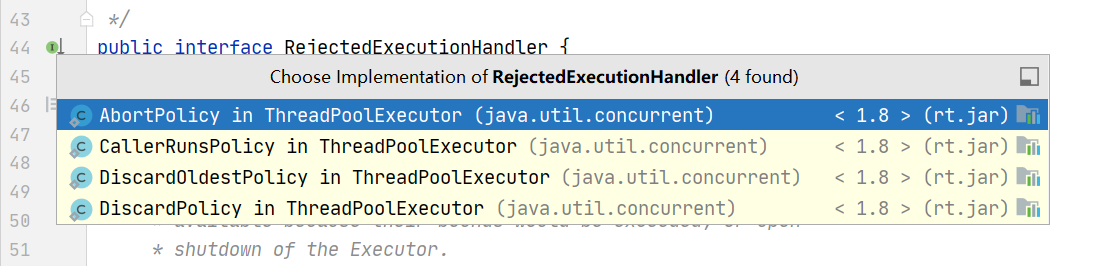 43 */
44 public interface RejectedExecutionHandler {
45 Choose Implementation of RejectedExecutionHandler (4 found)
46 AbortPolicy in ThreadPoolExecutor (java.util.concurrent) < 1.8 > (rt.jar)
47 CallerRunsPolicy in ThreadPoolExecutor (java.util.concurrent) < 1.8 > (rt.jar)
48 DiscardOldestPolicy in ThreadPoolExecutor (java.util.concurrent) < 1.8 > (rt.jar)
49 DiscardPolicy in ThreadPoolExecutor (java.util.concurrent) < 1.8 > (rt.jar)
50
51 * shutdown of the Executor.